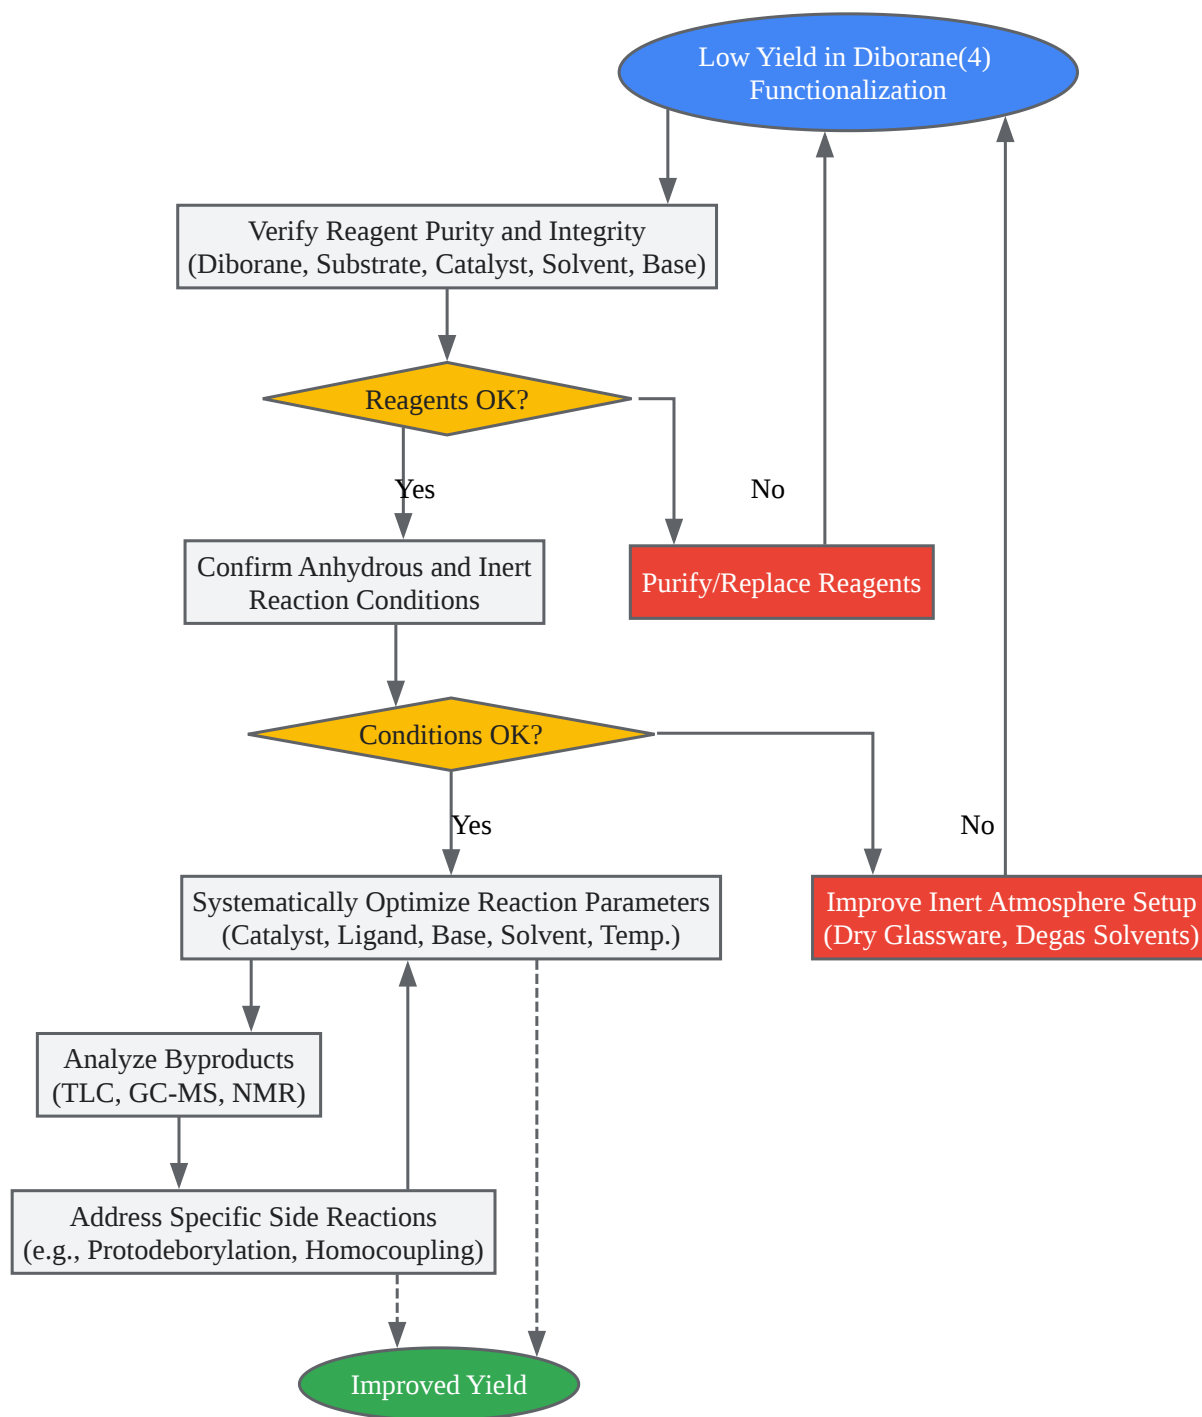 Low Yield in Diborane(4)
Functionalization
Verify Reagent Purity and Integrity
(Diborane, Substrate, Catalyst, Solvent, Base)
Reagents OK?
Yes
No
Confirm Anhydrous and Inert
Reaction Conditions
Purify/Replace Reagents
Conditions OK?
Yes
No
Systematically Optimize Reaction Parameters
(Catalyst, Ligand, Base, Solvent, Temp.)
Improve Inert Atmosphere Setup
(Dry Glassware, Degas Solvents)
Analyze Byproducts
(TLC, GC-MS, NMR)
Address Specific Side Reactions
(e.g., Protodeborylation, Homocoupling)
Improved Yield